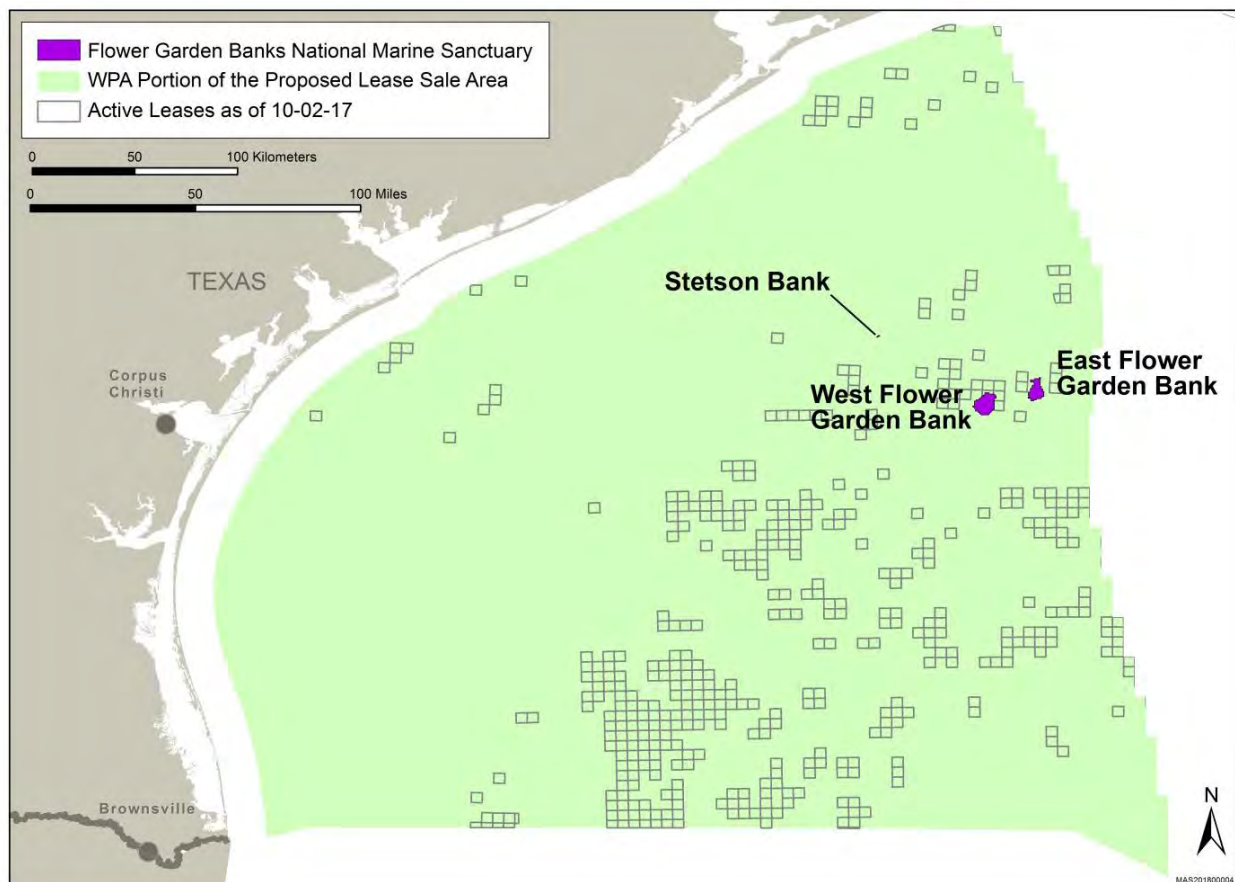 Flower Garden Banks National Marine Sanctuary
WPA Portion of the Proposed Lease Sale Area
Active Leases as of 10-02-17
0 50 100 Kilometers
0 50 100 Miles
TEXAS
Stetson Bank
Corpus
Christi
East Flower
Garden Bank
West Flower
Garden Bank
Brownsville
N
MAS201800004